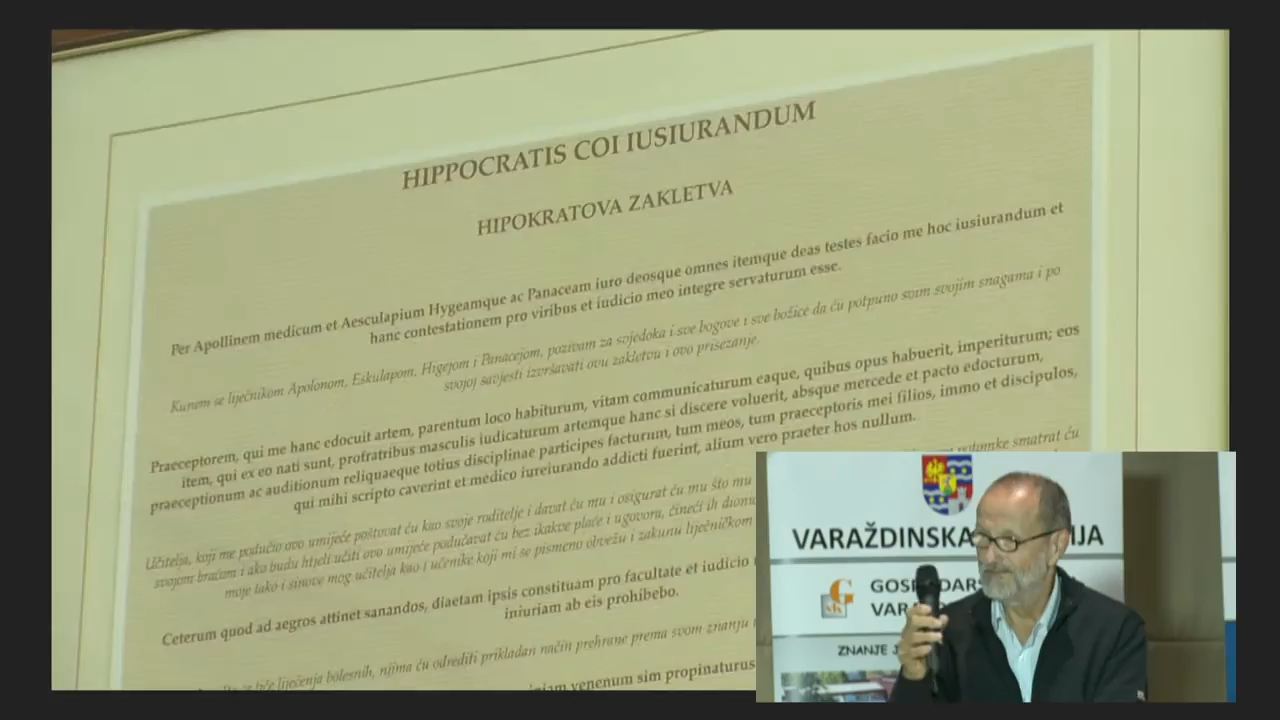 HIPPOCRATIS COI IUSIURANDUM
HIPOKRATOVA ZAKLETVA
Per Apollinem medicum et Aesculapium Hygeamque ac Panaceam iuro deosque omnes itemque deas testes facio me hoc iusiurandum et
hanc contestationem pro viribus et iudicio meo integre servaturum esse.
Kunem se liječnikom Apolonom, Eskulapom, Higejom i Panacejom, pozivam za svjedoka i sve bogove i sve božice da ću potpuno svim svojim snagama i po
svojoj savjesti izvršavati ovu zakletvu i ovo prisezanje.
Praeceptorem, qui me hanc edocuit artem, parentum loco habiturum, vitam communicaturum eaque, quibus opus habuerit, imperiturum; eos
item, qui ex eo nati sunt, profratribus masculis iudicaturum artemque hanc si discere voluerit, absque mercede et pacto edocturum,
praeceptionum ac auditionum reliquaeque totius disciplinae participes facturum, tum meos, tum praeceptoris mei filios, immo et discipulos,
qui mihi scripto caverint et medico iureiurando addicti fuerint, alium vero praeter hos nullum.
Učitelja, koji me podučio ovo umijeće poštovat ću kao svoje roditelje i davat ću mu i osigurat ću mu što mu
potomke smatrat ću
svojom braćom i ako budu htjeli učiti ovo umijeće podučavat ću bez ikakve plaće i ugovora, čineći ih
moje tako i sinove mog učitelja kao i učenike koji mi se pismeno obvežu i zakunu liječničkom
Ceterum quod ad aegros attinet sanandos, diaetam ipsis constituam pro facultate et iudicio
iniuriam ab eis prohibebo.
liječenja bolesnih, njima ću odrediti prikladan način prehrane prema svom znanju
venenum sim propinaturus
VARAŽDINSKA
GOSPODARS
VAR
ZNANJE